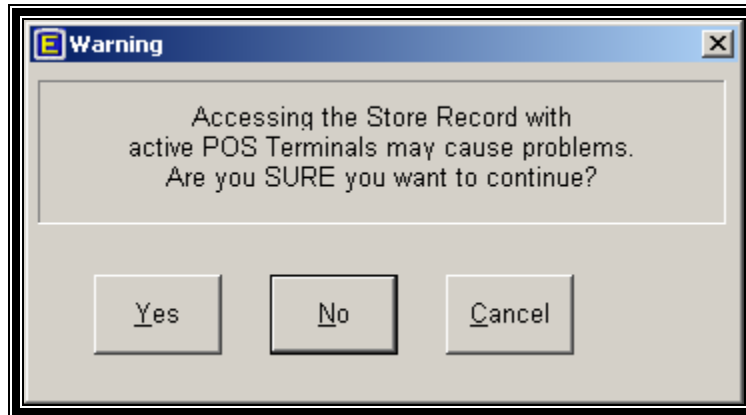 E Warning
Accessing the Store Record with
active POS Terminals may cause problems.
Are you SURE you want to continue?
Yes No Cancel